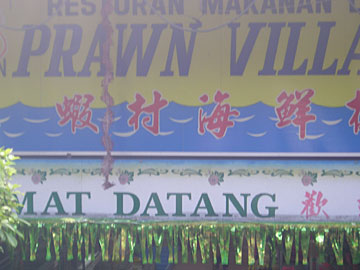 RESTORAN MAKANAN L
PRAWN VILLA
蝦村海鮮
MAT DATANG 歡